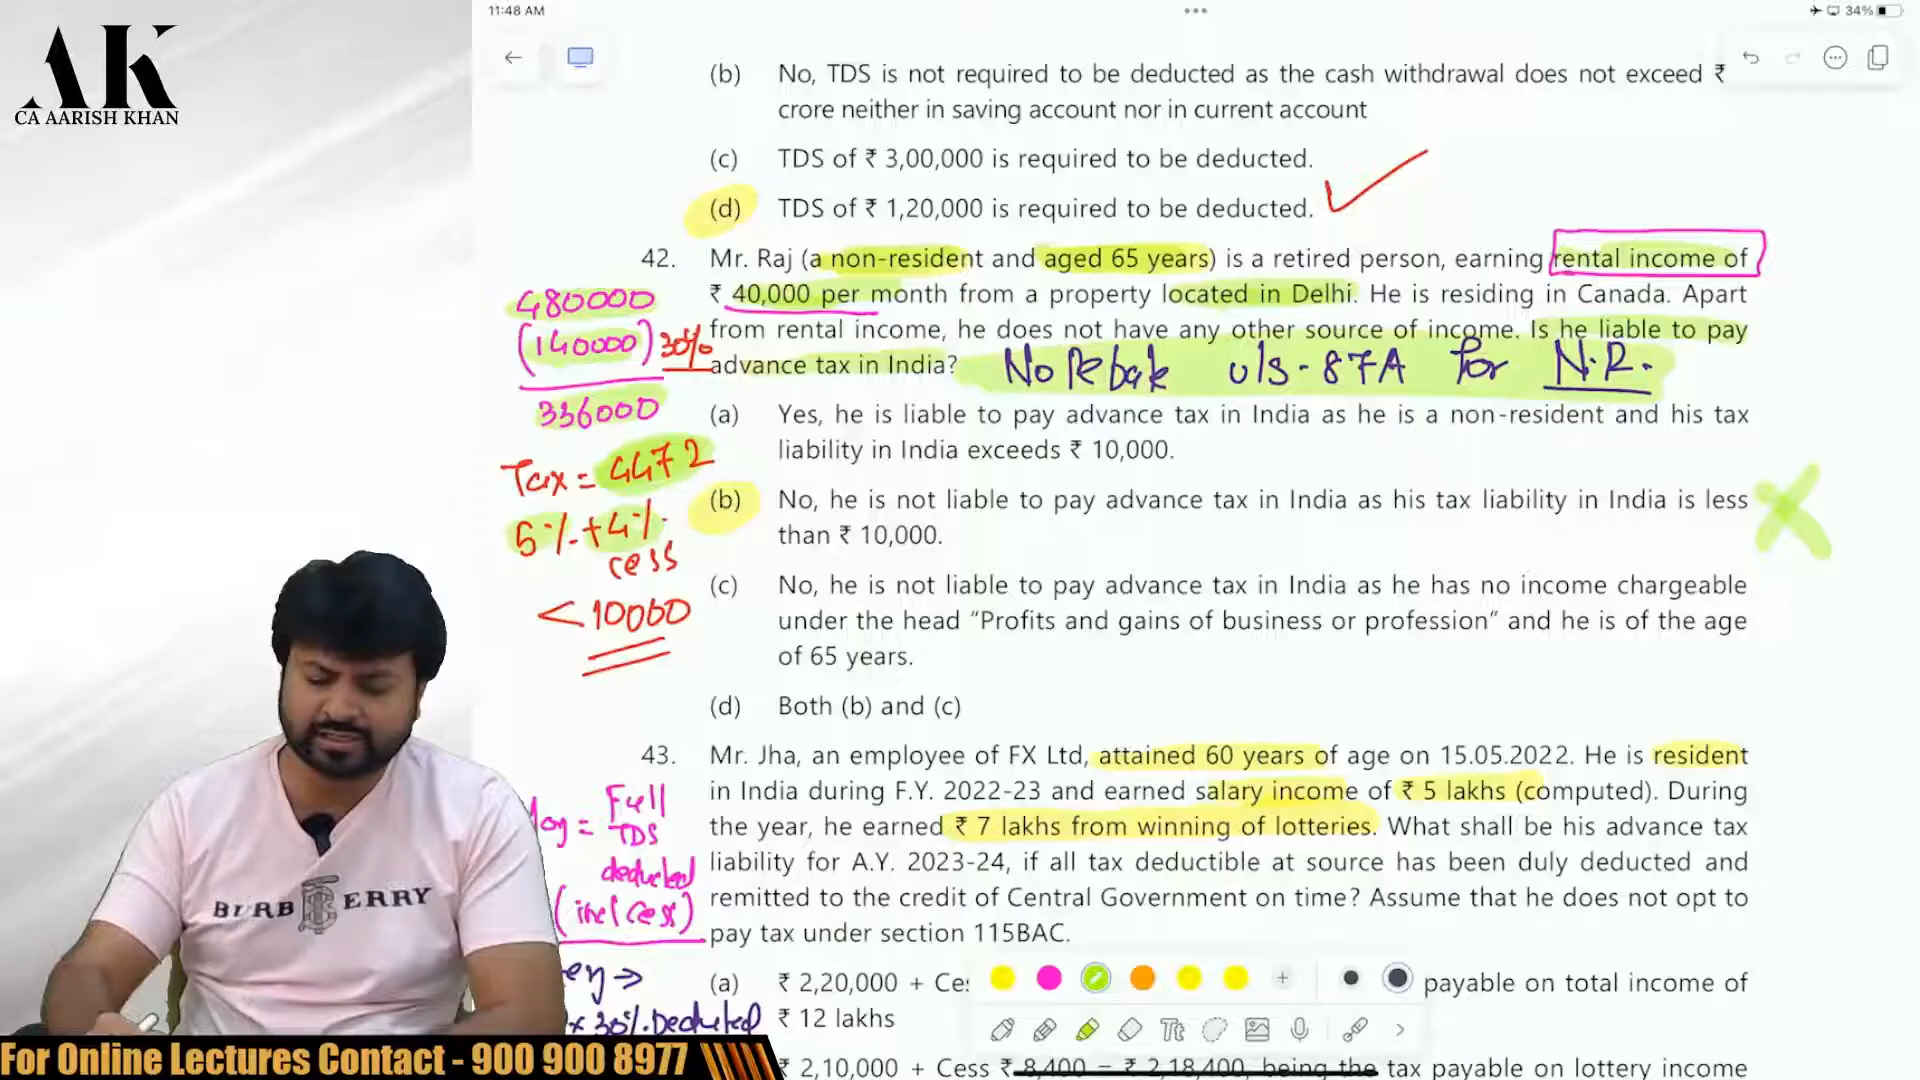 11:48 AM
34%
AK
CA AARISH KHAN
(b) No, TDS is not required to be deducted as the cash withdrawal does not exceed ₹
crore neither in saving account nor in current account
(c) TDS of ₹ 3,00,000 is required to be deducted.
(d) TDS of ₹ 1,20,000 is required to be deducted.
42. Mr. Raj (a non-resident and aged 65 years) is a retired person, earning rental income of
₹ 40,000 per month from a property located in Delhi. He is residing in Canada. Apart
from rental income, he does not have any other source of income. Is he liable to pay
advance tax in India?
No Rebate u/s-87A for N.R.
480000
(140000) 30%
336000
Tax = 4472
5% + 4%
cess
< 10000
(a) Yes, he is liable to pay advance tax in India as he is a non-resident and his tax
liability in India exceeds ₹ 10,000.
(b) No, he is not liable to pay advance tax in India as his tax liability in India is less
than ₹ 10,000.
(c) No, he is not liable to pay advance tax in India as he has no income chargeable
under the head “Profits and gains of business or profession” and he is of the age
of 65 years.
(d) Both (b) and (c)
43. Mr. Jha, an employee of FX Ltd, attained 60 years of age on 15.05.2022. He is resident
in India during F.Y. 2022-23 and earned salary income of ₹ 5 lakhs (computed). During
the year, he earned ₹ 7 lakhs from winning of lotteries. What shall be his advance tax
liability for A.Y. 2023-24, if all tax deductible at source has been duly deducted and
remitted to the credit of Central Government on time? Assume that he does not opt to
pay tax under section 115BAC.
= Full
TDS
deducted
(incl Cess)
x 30% Deducted
(a) ₹ 2,20,000 + Ces payable on total income of
₹ 12 lakhs
₹ 2,10,000 + Cess ₹ 8,400 = ₹ 2,18,400, being the tax payable on lottery income
Tt
BURBERRY
For Online Lectures Contact - 900 900 8977